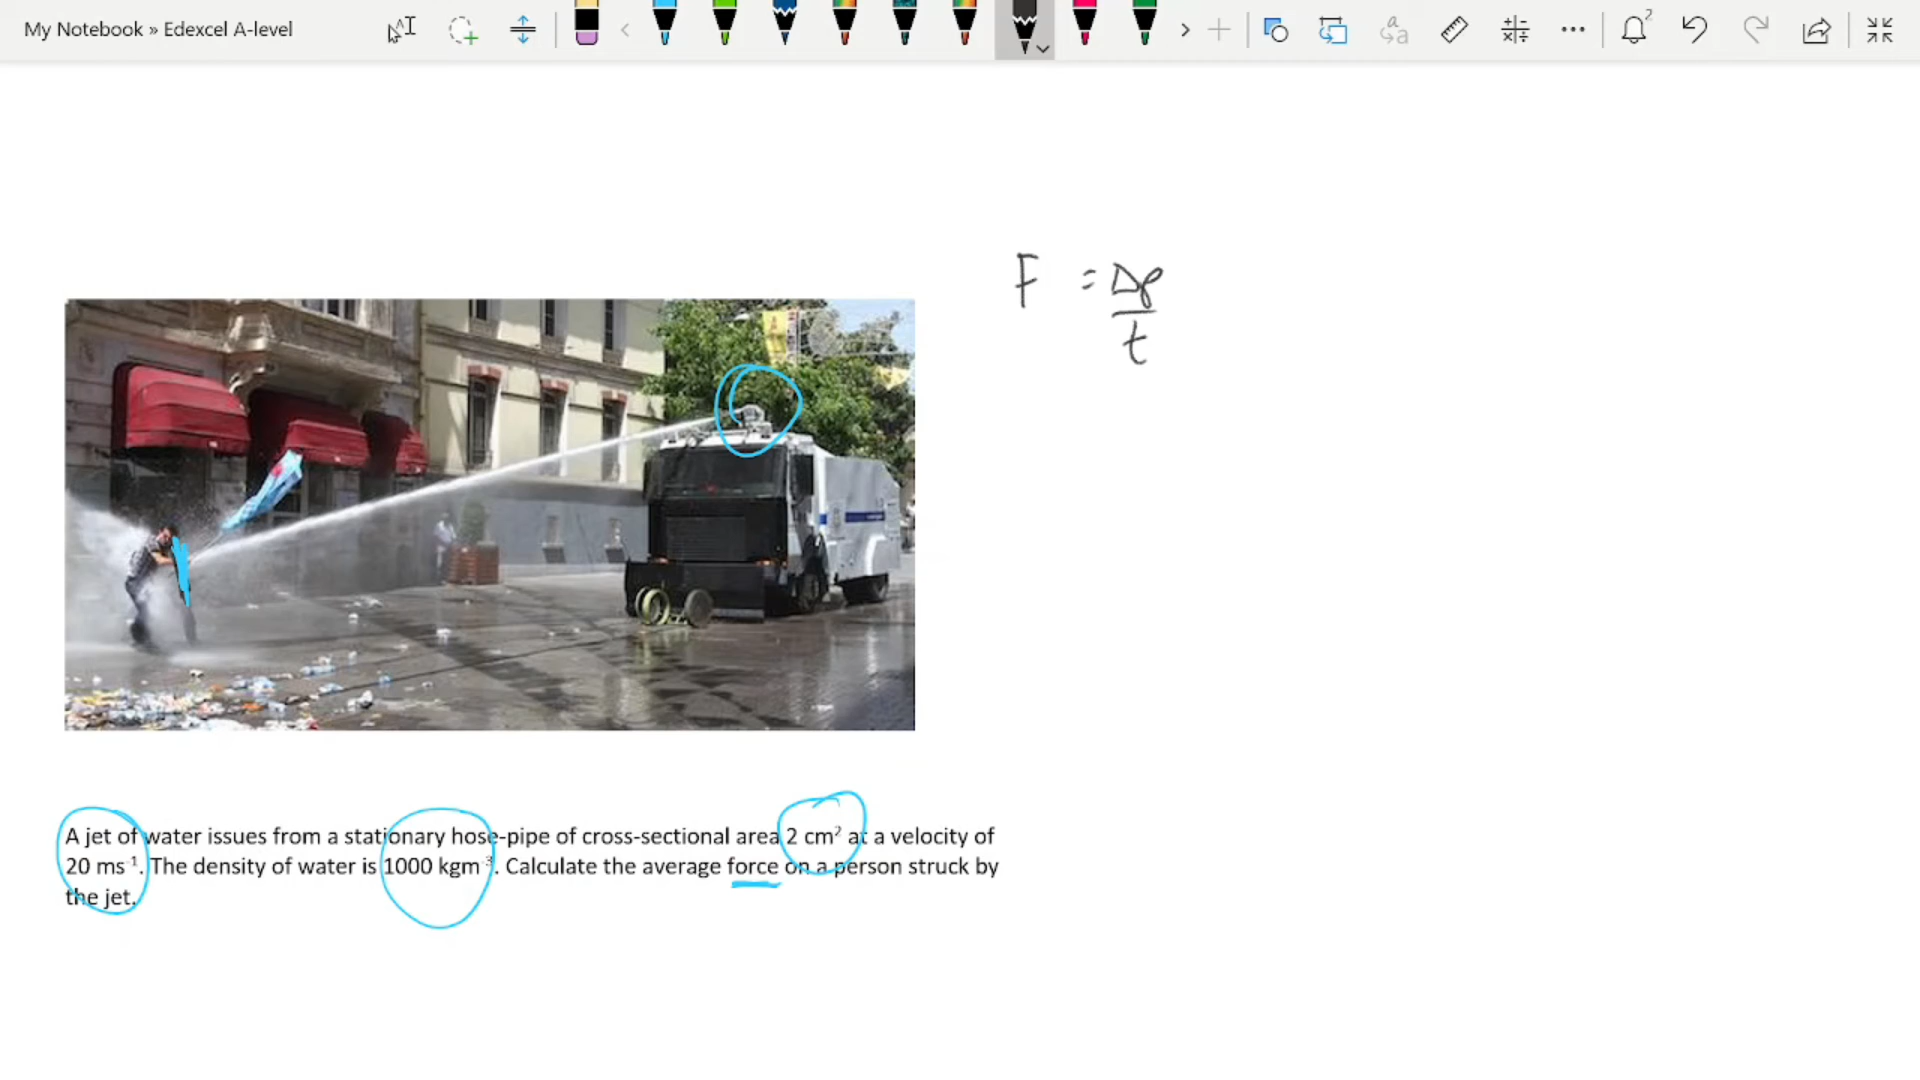 My Notebook » Edexcel A-level
2
F = Δp
t
A jet of water issues from a stationary hose-pipe of cross-sectional area 2 cm² at a velocity of
20 ms⁻¹. The density of water is 1000 kgm⁻³. Calculate the average force on a person struck by
the jet.